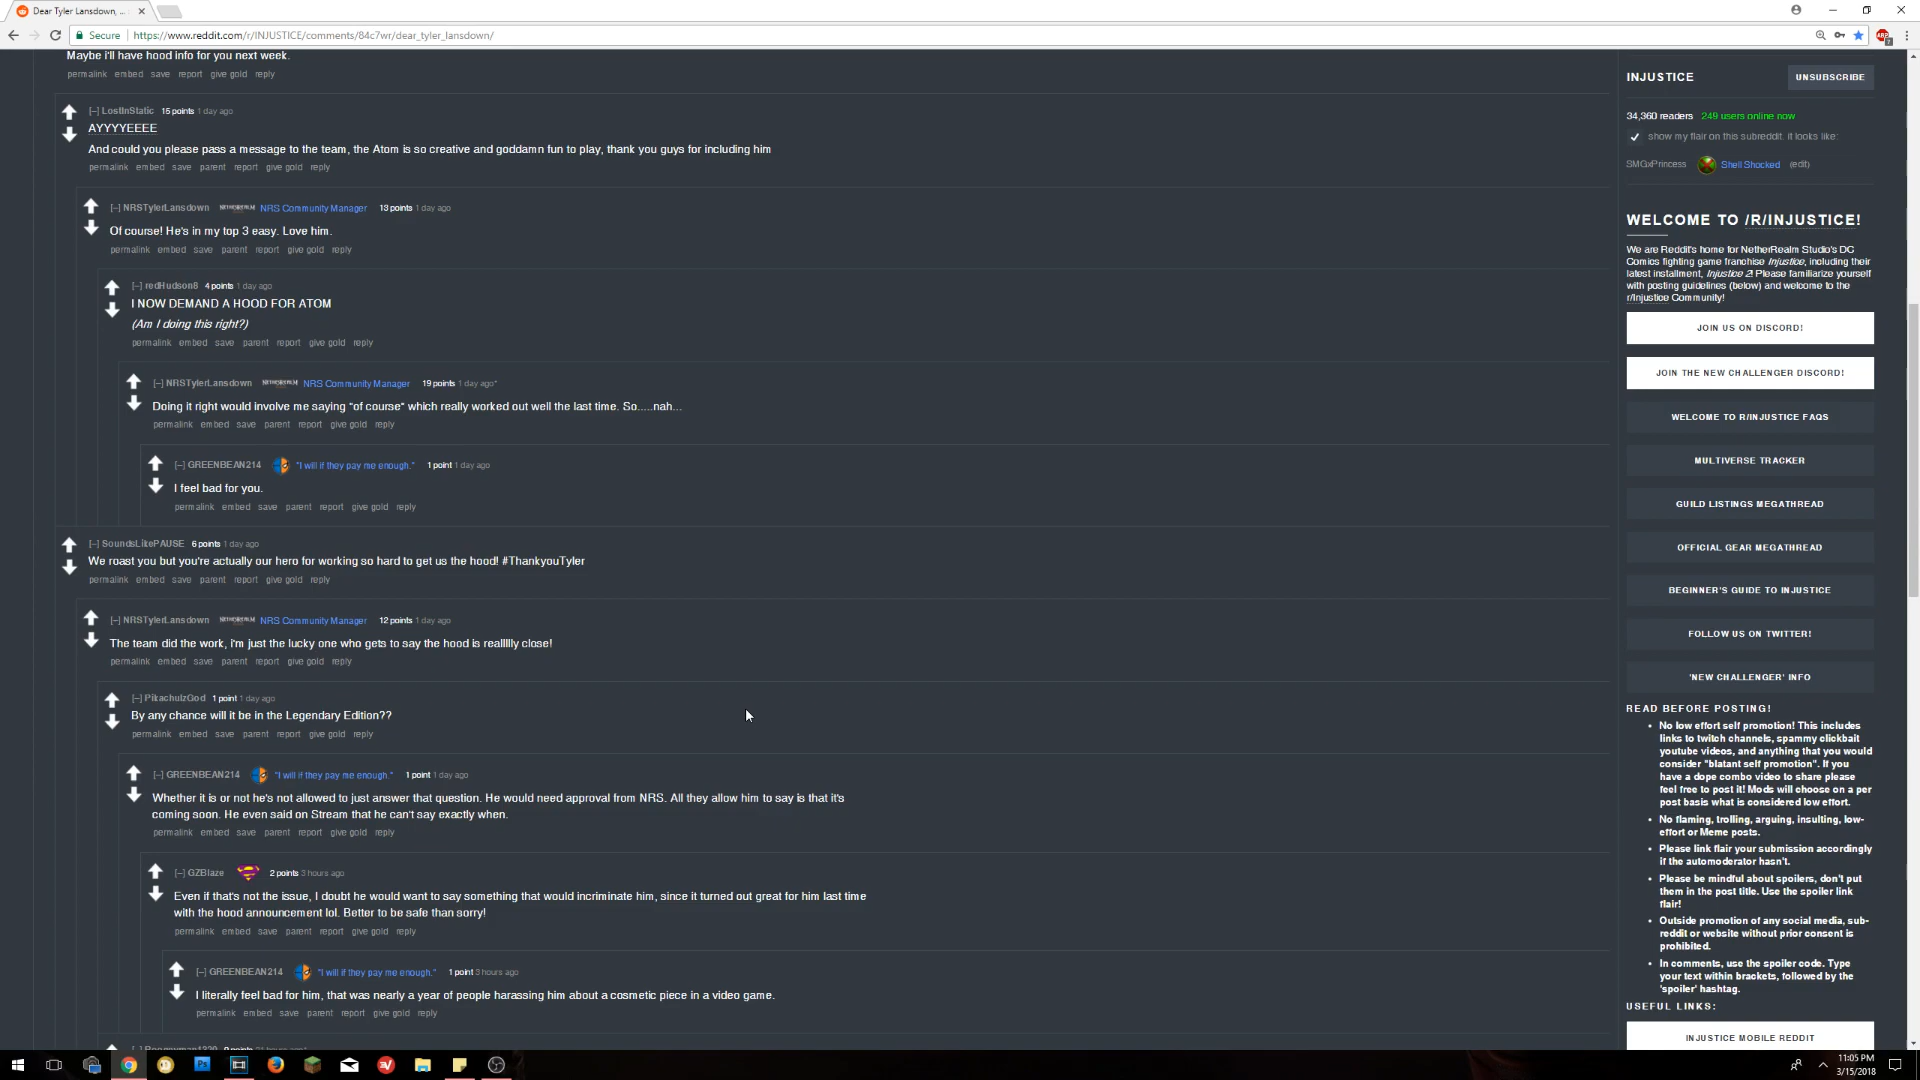 Dear Tyler Lansdown, ...
Secure
https://www.reddit.com/r/INJUSTICE/comments/84c7wr/dear_tyler_lansdown/
Maybe i'll have hood info for you next week.
permalink embed save report give gold reply
[–] LostInStatic 15 points 1 day ago
AYYYYEEEE
And could you please pass a message to the team, the Atom is so creative and goddamn fun to play, thank you guys for including him
permalink embed save parent report give gold reply
[–] NRSTylerLansdown NRS Community Manager 13 points 1 day ago
Of course! He's in my top 3 easy. Love him.
permalink embed save parent report give gold reply
[–] redHudson8 4 points 1 day ago
I NOW DEMAND A HOOD FOR ATOM
(Am I doing this right?)
permalink embed save parent report give gold reply
[–] NRSTylerLansdown NRS Community Manager 19 points 1 day ago*
Doing it right would involve me saying "of course" which really worked out well the last time. So.....nah...
permalink embed save parent report give gold reply
[–] GREENBEAN214 "I will if they pay me enough." 1 point 1 day ago
I feel bad for you.
permalink embed save parent report give gold reply
[–] SoundsLikePAUSE 6 points 1 day ago
We roast you but you're actually our hero for working so hard to get us the hood! #ThankyouTyler
permalink embed save parent report give gold reply
[–] NRSTylerLansdown NRS Community Manager 12 points 1 day ago
The team did the work, i'm just the lucky one who gets to say the hood is reallllly close!
permalink embed save parent report give gold reply
[–] PikachuIzGod 1 point 1 day ago
By any chance will it be in the Legendary Edition??
permalink embed save parent report give gold reply
[–] GREENBEAN214 "I will if they pay me enough." 1 point 1 day ago
Whether it is or not he's not allowed to just answer that question. He would need approval from NRS. All they allow him to say is that it's
coming soon. He even said on Stream that he can't say exactly when.
permalink embed save parent report give gold reply
[–] GZBlaze 2 points 3 hours ago
Even if that's not the issue, I doubt he would want to say something that would incriminate him, since it turned out great for him last time
with the hood announcement lol. Better to be safe than sorry!
permalink embed save parent report give gold reply
[–] GREENBEAN214 "I will if they pay me enough." 1 point 3 hours ago
I literally feel bad for him, that was nearly a year of people harassing him about a cosmetic piece in a video game.
permalink embed save parent report give gold reply
INJUSTICE
UNSUBSCRIBE
34,360 readers 249 users online now
show my flair on this subreddit. it looks like:
SMGxPrincess Shell Shocked (edit)
WELCOME TO /R/INJUSTICE!
We are Reddit's home for NetherRealm Studio's DC
Comics fighting game franchise Injustice, including their
latest installment, Injustice 2! Please familiarize yourself
with posting guidelines (below) and welcome to the
r/Injustice Community!
JOIN US ON DISCORD!
JOIN THE NEW CHALLENGER DISCORD!
WELCOME TO R/INJUSTICE FAQS
MULTIVERSE TRACKER
GUILD LISTINGS MEGATHREAD
OFFICIAL GEAR MEGATHREAD
BEGINNER'S GUIDE TO INJUSTICE
FOLLOW US ON TWITTER!
'NEW CHALLENGER' INFO
READ BEFORE POSTING!
• No low effort self promotion! This includes
links to twitch channels, spammy clickbait
youtube videos, and anything that you would
consider "blatant self promotion". If you
have a dope combo video to share please
feel free to post it! Mods will choose on a per
post basis what is considered low effort.
• No flaming, trolling, arguing, insulting, low-
effort or Meme posts.
• Please link flair your submission accordingly
if the automoderator hasn't.
• Please be mindful about spoilers, don't put
them in the post title. Use the spoiler link
flair!
• Outside promotion of any social media, sub-
reddit or website without prior consent is
prohibited.
• In comments, use the spoiler code. Type
your text within brackets, followed by the
'spoiler' hashtag.
USEFUL LINKS:
INJUSTICE MOBILE REDDIT
11:05 PM
3/15/2018